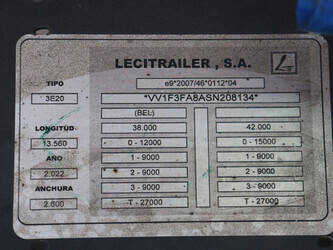 LECITRAILER , S.A.
TIPO e9*2007/46*0112*04
3E20 *VV1F3FA8ASN208134*
(BEL)
LONGITUD 38.000 42.000
13.560 0 - 12000 0 - 15000
AÑO 1 - 9000 1 - 9000
2.022 2 - 9000 2 - 9000
ANCHURA 3 - 9000 3 - 9000
2.600 T - 27000 T - 27000